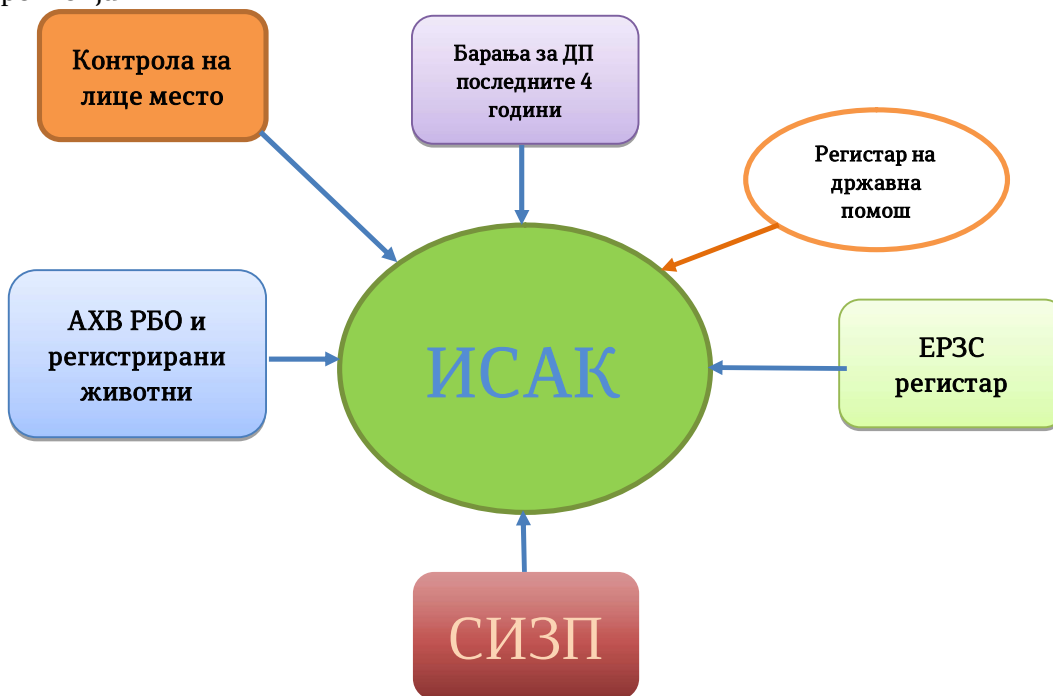 Контрола на
лице место
Барања за ДП
последните 4
години
Регистар на
државна
помош
АХВ РБО и
регистрирани
животни
ИСАК
ЕРЗС
регистар
СИЗП